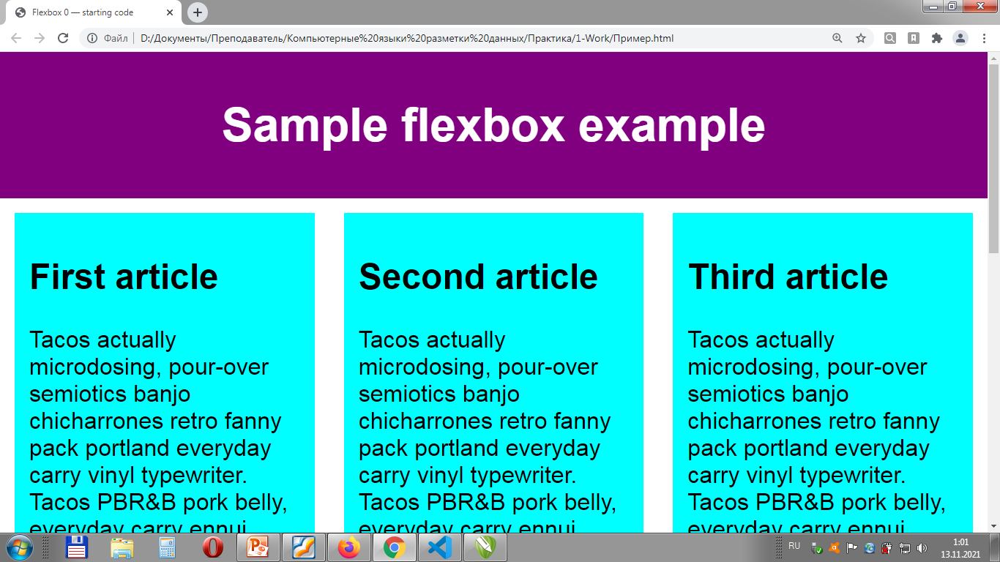 Flexbox 0 — starting code
Файл
D:/Документы/Преподаватель/Компьютерные%20языки%20разметки%20данных/Практика/1-Work/Пример.html
Sample flexbox example
First article
Tacos actually
microdosing, pour-over
semiotics banjo
chicharrones retro fanny
pack portland everyday
carry vinyl typewriter.
Tacos PBR&B pork belly,
everyday carry ennui
Second article
Tacos actually
microdosing, pour-over
semiotics banjo
chicharrones retro fanny
pack portland everyday
carry vinyl typewriter.
Tacos PBR&B pork belly,
everyday carry ennui
Third article
Tacos actually
microdosing, pour-over
semiotics banjo
chicharrones retro fanny
pack portland everyday
carry vinyl typewriter.
Tacos PBR&B pork belly,
everyday carry ennui
RU
1:01
13.11.2021